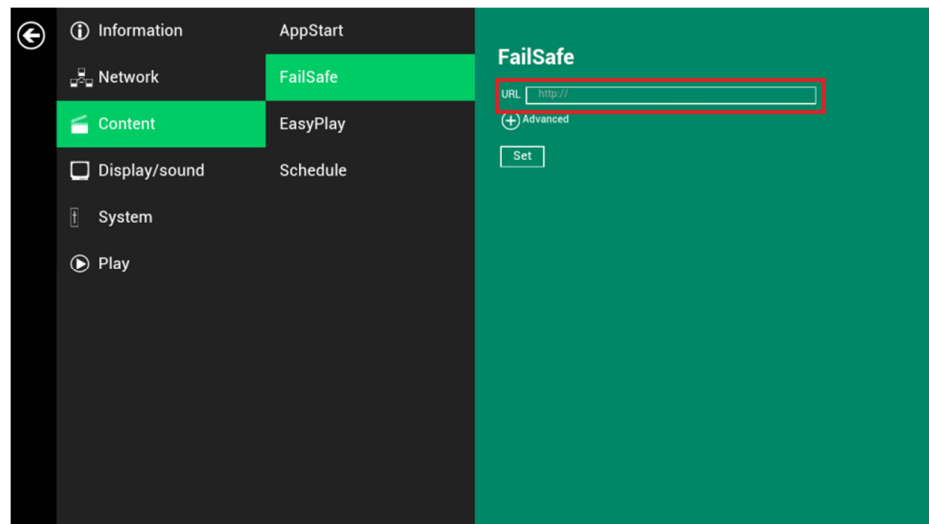 Information
Network
Content
Display/sound
System
Play
AppStart
FailSafe
EasyPlay
Schedule
FailSafe
URL http://
Advanced
Set